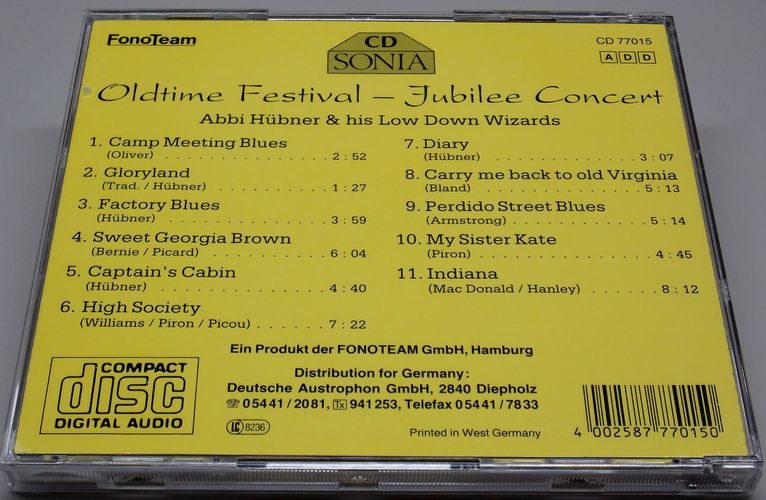 FonoTeam
CD
SONIA
CD 77015
A D D
Oldtime Festival – Jubilee Concert
Abbi Hübner & his Low Down Wizards
1. Camp Meeting Blues
(Oliver) . . . . . . . . . . . . . . . . 2 : 52
2. Gloryland
(Trad. / Hübner) . . . . . . . . . . 1 : 27
3. Factory Blues
(Hübner) . . . . . . . . . . . . . . . 3 : 59
4. Sweet Georgia Brown
(Bernie / Picard) . . . . . . . . . . 6 : 04
5. Captain's Cabin
(Hübner) . . . . . . . . . . . . . . . 4 : 40
6. High Society
(Williams / Piron / Picou) . . . . . . 7 : 22
7. Diary
(Hübner) . . . . . . . . . . . . . . . 3 : 07
8. Carry me back to old Virginia
(Bland) . . . . . . . . . . . . . . . . 5 : 13
9. Perdido Street Blues
(Armstrong) . . . . . . . . . . . . . 5 : 14
10. My Sister Kate
(Piron) . . . . . . . . . . . . . . . . 4 : 45
11. Indiana
(Mac Donald / Hanley) . . . . . . 8 : 12
Ein Produkt der FONOTEAM GmbH, Hamburg
Distribution for Germany:
Deutsche Austrophon GmbH, 2840 Diepholz
☏ 05441 / 2081, Tx 941 253, Telefax 05441 / 7833
COMPACT
disc
DIGITAL AUDIO
LC 8236
Printed in West Germany
4 002587 770150